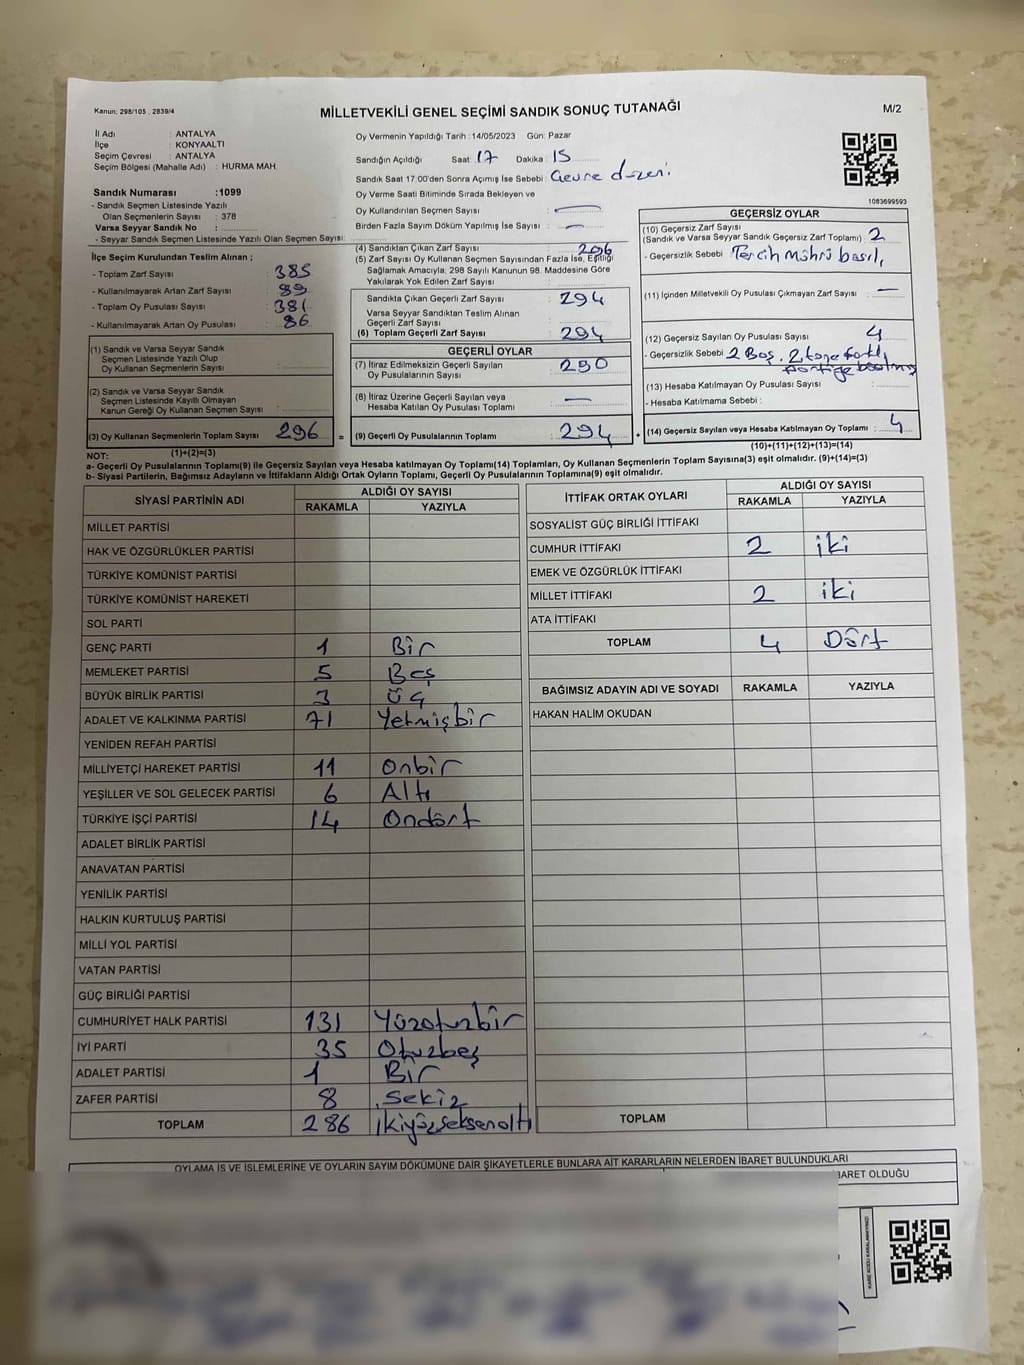 Kanun: 298/105 , 2839/4
MİLLETVEKİLİ GENEL SEÇİMİ SANDIK SONUÇ TUTANAĞI
M/2
İl Adı : ANTALYA
İlçe : KONYAALTI
Seçim Çevresi : ANTALYA
Seçim Bölgesi (Mahalle Adı) : HURMA MAH.
Sandık Numarası :1099
- Sandık Seçmen Listesinde Yazılı
Olan Seçmenlerin Sayısı : 378
Varsa Seyyar Sandık No :
- Seyyar Sandık Seçmen Listesinde Yazılı Olan Seçmen Sayısı:
İlçe Seçim Kurulundan Teslim Alınan ;
- Toplam Zarf Sayısı : 385
- Kullanılmayarak Artan Zarf Sayısı : 89
- Toplam Oy Pusulası Sayısı : 381
- Kullanılmayarak Artan Oy Pusulası : 86
(1) Sandık ve Varsa Seyyar Sandık
Seçmen Listesinde Yazılı Olup
Oy Kullanan Seçmenlerin Sayısı :
(2) Sandık ve Varsa Seyyar Sandık
Seçmen Listesinde Kayıtlı Olmayan
Kanun Gereği Oy Kullanan Seçmen Sayısı :
(3) Oy Kullanan Seçmenlerin Toplam Sayısı 296 =
(1)+(2)=(3)
Oy Vermenin Yapıldığı Tarih : 14/05/2023 Gün: Pazar
Sandığın Açıldığı Saat: 17 Dakika : 15
Sandık Saat 17:00'den Sonra Açımış İse Sebebi : Çevre düzeni
Oy Verme Saati Bitiminde Sırada Bekleyen ve
Oy Kullandırılan Seçmen Sayısı : —
Birden Fazla Sayım Döküm Yapılmış İse Sayısı : —
(4) Sandıktan Çıkan Zarf Sayısı : 296
(5) Zarf Sayısı Oy Kullanan Seçmen Sayısından Fazla İse, Eşitliği
Sağlamak Amacıyla, 298 Sayılı Kanunun 98. Maddesine Göre
Yakılarak Yok Edilen Zarf Sayısı :
Sandıkta Çıkan Geçerli Zarf Sayısı : 294
Varsa Seyyar Sandıktan Teslim Alınan
Geçerli Zarf Sayısı :
(6) Toplam Geçerli Zarf Sayısı : 294
GEÇERLİ OYLAR
(7) İtiraz Edilmeksizin Geçerli Sayılan
Oy Pusulalarının Sayısı : 290
(8) İtiraz Üzerine Geçerli Sayılan veya
Hesaba Katılan Oy Pusulası Toplamı : —
(9) Geçerli Oy Pusulalarının Toplamı : 294 +
1083699593
GEÇERSİZ OYLAR
(10) Geçersiz Zarf Sayısı
(Sandık ve Varsa Seyyar Sandık Geçersiz Zarf Toplamı) : 2
- Geçersizlik Sebebi : Tercih mührü basılı
(11) İçinden Milletvekili Oy Pusulası Çıkmayan Zarf Sayısı : —
(12) Geçersiz Sayılan Oy Pusulası Sayısı : 4
- Geçersizlik Sebebi : 2 Boş, 2 tane farklı
partiye basılmış
(13) Hesaba Katılmayan Oy Pusulası Sayısı :
- Hesaba Katılmama Sebebi :
(14) Geçersiz Sayılan veya Hesaba Katılmayan Oy Toplamı : 4
(10)+(11)+(12)+(13)=(14)
NOT:
a- Geçerli Oy Pusulalarının Toplamı(9) ile Geçersiz Sayılan veya Hesaba katılmayan Oy Toplamı(14) Toplamları, Oy Kullanan Seçmenlerin Toplam Sayısına(3) eşit olmalıdır. (9)+(14)=(3)
b- Siyasi Partilerin, Bağımsız Adayların ve İttifakların Aldığı Ortak Oyların Toplamı, Geçerli Oy Pusulalarının Toplamına(9) eşit olmalıdır.
SİYASİ PARTİNİN ADI ALDIĞI OY SAYISI
RAKAMLA YAZIYLA
MİLLET PARTİSİ
HAK VE ÖZGÜRLÜKLER PARTİSİ
TÜRKİYE KOMÜNİST PARTİSİ
TÜRKİYE KOMÜNİST HAREKETİ
SOL PARTİ
GENÇ PARTİ 1 Bir
MEMLEKET PARTİSİ 5 Beş
BÜYÜK BİRLİK PARTİSİ 3 Üç
ADALET VE KALKINMA PARTİSİ 71 Yetmişbir
YENİDEN REFAH PARTİSİ
MİLLİYETÇİ HAREKET PARTİSİ 11 Onbir
YEŞİLLER VE SOL GELECEK PARTİSİ 6 Altı
TÜRKİYE İŞÇİ PARTİSİ 14 Ondört
ADALET BİRLİK PARTİSİ
ANAVATAN PARTİSİ
YENİLİK PARTİSİ
HALKIN KURTULUŞ PARTİSİ
MİLLİ YOL PARTİSİ
VATAN PARTİSİ
GÜÇ BİRLİĞİ PARTİSİ
CUMHURİYET HALK PARTİSİ 131 Yüzotuzbir
İYİ PARTİ 35 Otuzbeş
ADALET PARTİSİ 1 Bir
ZAFER PARTİSİ 8 Sekiz
TOPLAM 286 ikiyüzseksenaltı
İTTİFAK ORTAK OYLARI ALDIĞI OY SAYISI
RAKAMLA YAZIYLA
SOSYALİST GÜÇ BİRLİĞİ İTTİFAKI
CUMHUR İTTİFAKI 2 iki
EMEK VE ÖZGÜRLÜK İTTİFAKI
MİLLET İTTİFAKI 2 iki
ATA İTTİFAKI
TOPLAM 4 Dört
BAĞIMSIZ ADAYIN ADI VE SOYADI RAKAMLA YAZIYLA
HAKAN HALİM OKUDAN
TOPLAM
OYLAMA İŞ VE İŞLEMLERİNE VE OYLARIN SAYIM DÖKÜMÜNE DAİR ŞİKAYETLERLE BUNLARA AİT KARARLARIN NELERDEN İBARET BULUNDUKLARI
BARET OLDUĞU
KARE KODU KARALAMAYINIZ!